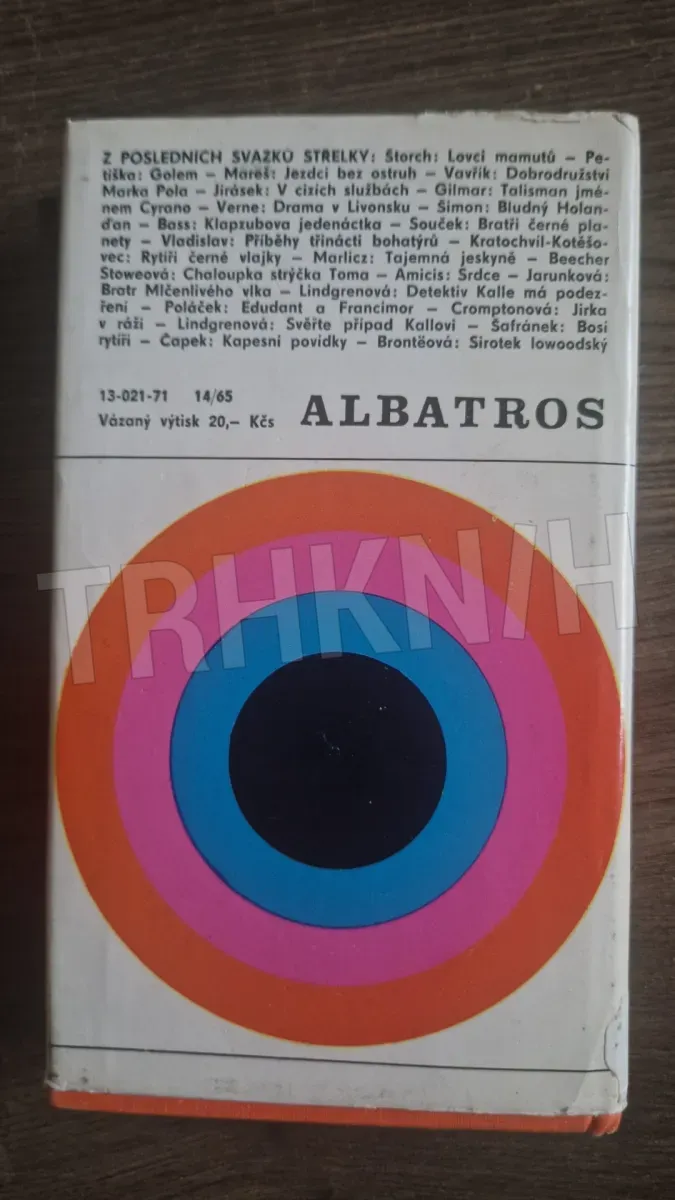 Z POSLEDNÍCH SVAZKŮ STŘELKY: Štorch: Lovci mamutů — Pe-
tiška: Golem — Mareš: Jezdci bez ostruh — Vavřík: Dobrodružství
Marka Pola — Jirásek: V cizích službách — Gilmar: Talisman jmé-
nem Cyrano — Verne: Drama v Livonsku — Šimon: Bludný Holan-
ďan — Bass: Klapzubova jedenáctka — Souček: Bratři černé pla-
nety — Vladislav: Příběhy třinácti bohatýrů — Kratochvíl-Kotěšo-
vec: Rytíři černé vlajky — Marlicz: Tajemná jeskyně — Beecher
Stoweová: Chaloupka strýčka Toma — Amicis: Srdce — Jarunková:
Bratr Mlčenlivého vlka — Lindgrenová: Detektiv Kalle má podez-
ření — Poláček: Edudant a Francimor — Cromptonová: Jirka
v ráži — Lindgrenová: Svěřte případ Kallovi — Šafránek: Bosí
rytíři — Čapek: Kapesní povídky — Brontëová: Sirotek lowoodský
13-021-71 14/65
Vázaný výtisk 20,— Kčs
ALBATROS
TRHKNIH